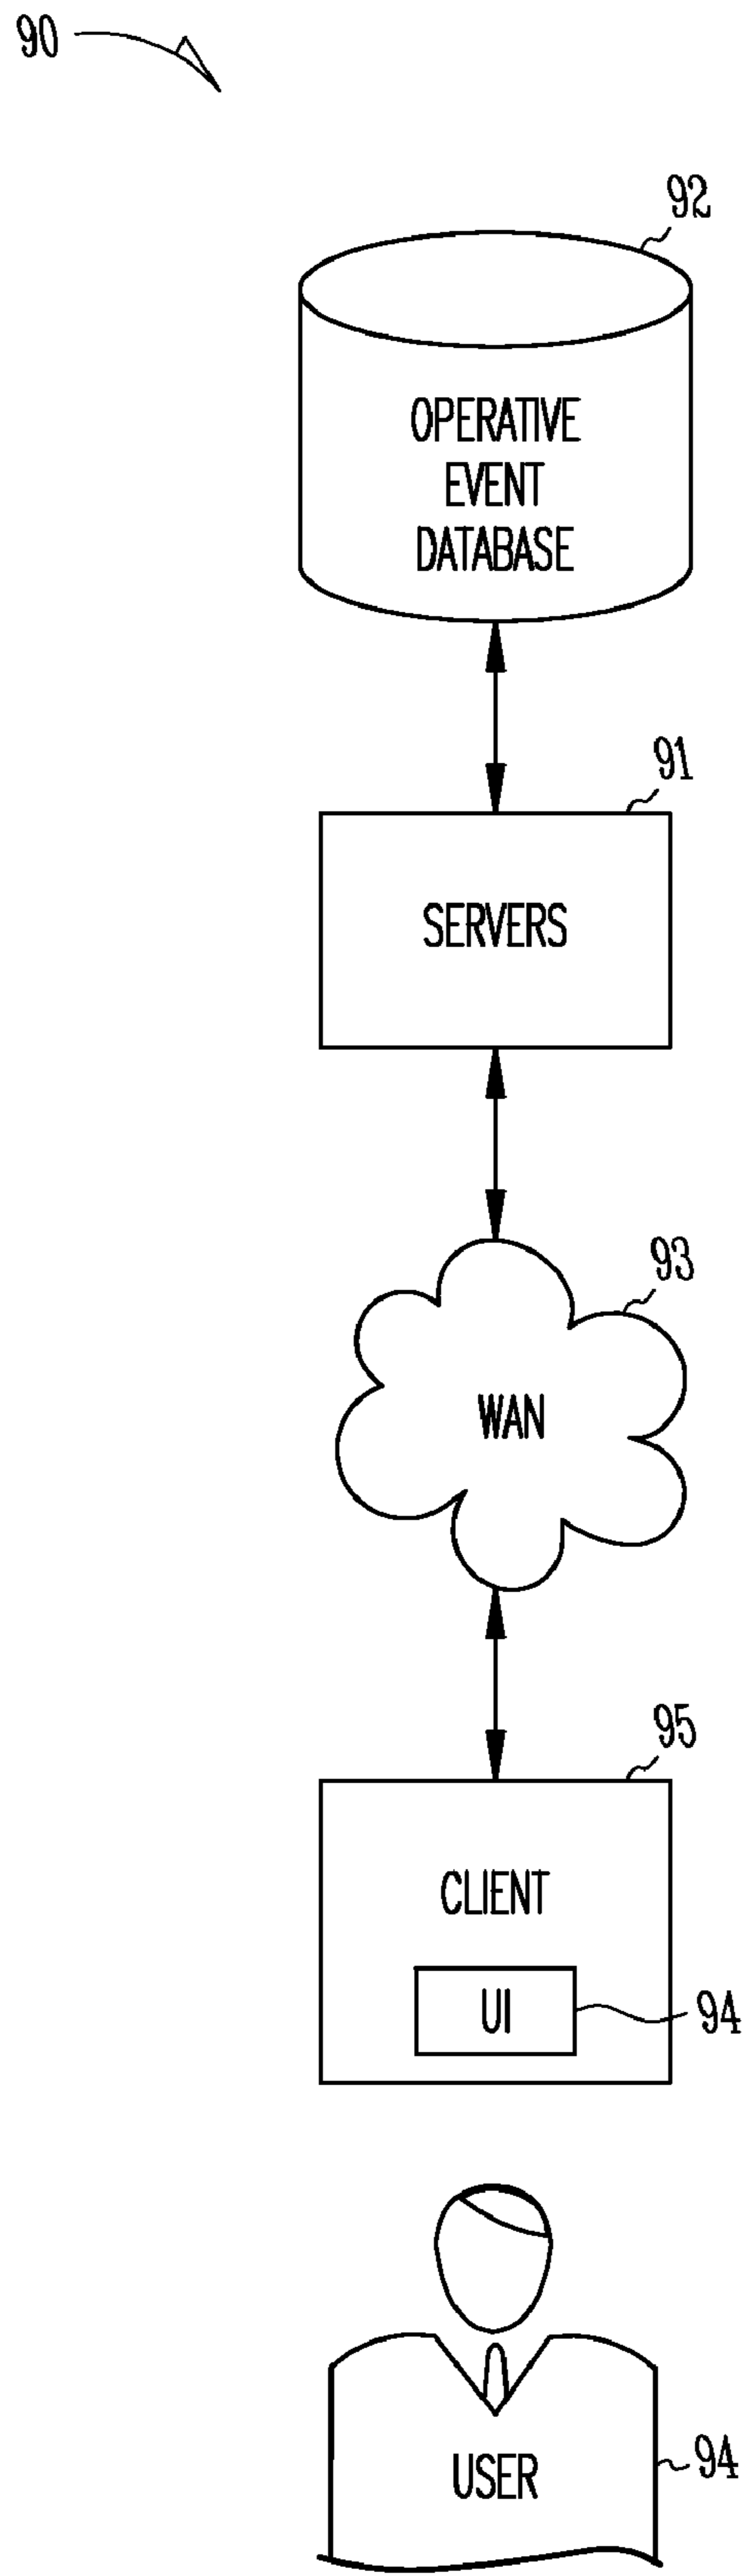 90
92
OPERATIVE
EVENT
DATABASE
91
SERVERS
93
WAN
95
CLIENT
UI
94
USER
94